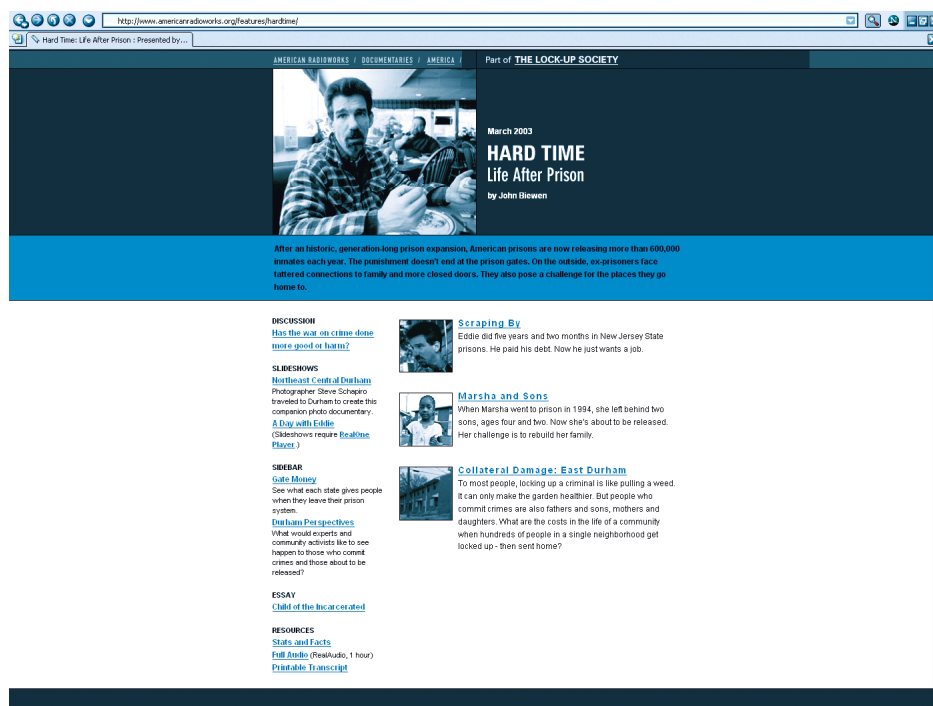 http://www.americanradioworks.org/features/hardtime/
Hard Time: Life After Prison : Presented by...
AMERICAN RADIOWORKS / DOCUMENTARIES / AMERICA /
Part of THE LOCK-UP SOCIETY
March 2003
HARD TIME
Life After Prison
by John Biewen
After an historic, generation-long prison expansion, American prisons are now releasing more than 600,000
inmates each year. The punishment doesn't end at the prison gates. On the outside, ex-prisoners face
tattered connections to family and more closed doors. They also pose a challenge for the places they go
home to.
DISCUSSION
Has the war on crime done
more good or harm?
SLIDESHOWS
Northeast Central Durham
Photographer Steve Schapiro
traveled to Durham to create this
companion photo documentary.
A Day with Eddie
(Slideshows require RealOne
Player.)
SIDEBAR
Gate Money
See what each state gives people
when they leave their prison
system.
Durham Perspectives
What would experts and
community activists like to see
happen to those who commit
crimes and those about to be
released?
ESSAY
Child of the Incarcerated
RESOURCES
Stats and Facts
Full Audio (RealAudio, 1 hour)
Printable Transcript
Scraping By
Eddie did five years and two months in New Jersey State
prisons. He paid his debt. Now he just wants a job.
Marsha and Sons
When Marsha went to prison in 1994, she left behind two
sons, ages four and two. Now she's about to be released.
Her challenge is to rebuild her family.
Collateral Damage: East Durham
To most people, locking up a criminal is like pulling a weed.
It can only make the garden healthier. But people who
commit crimes are also fathers and sons, mothers and
daughters. What are the costs in the life of a community
when hundreds of people in a single neighborhood get
locked up - then sent home?